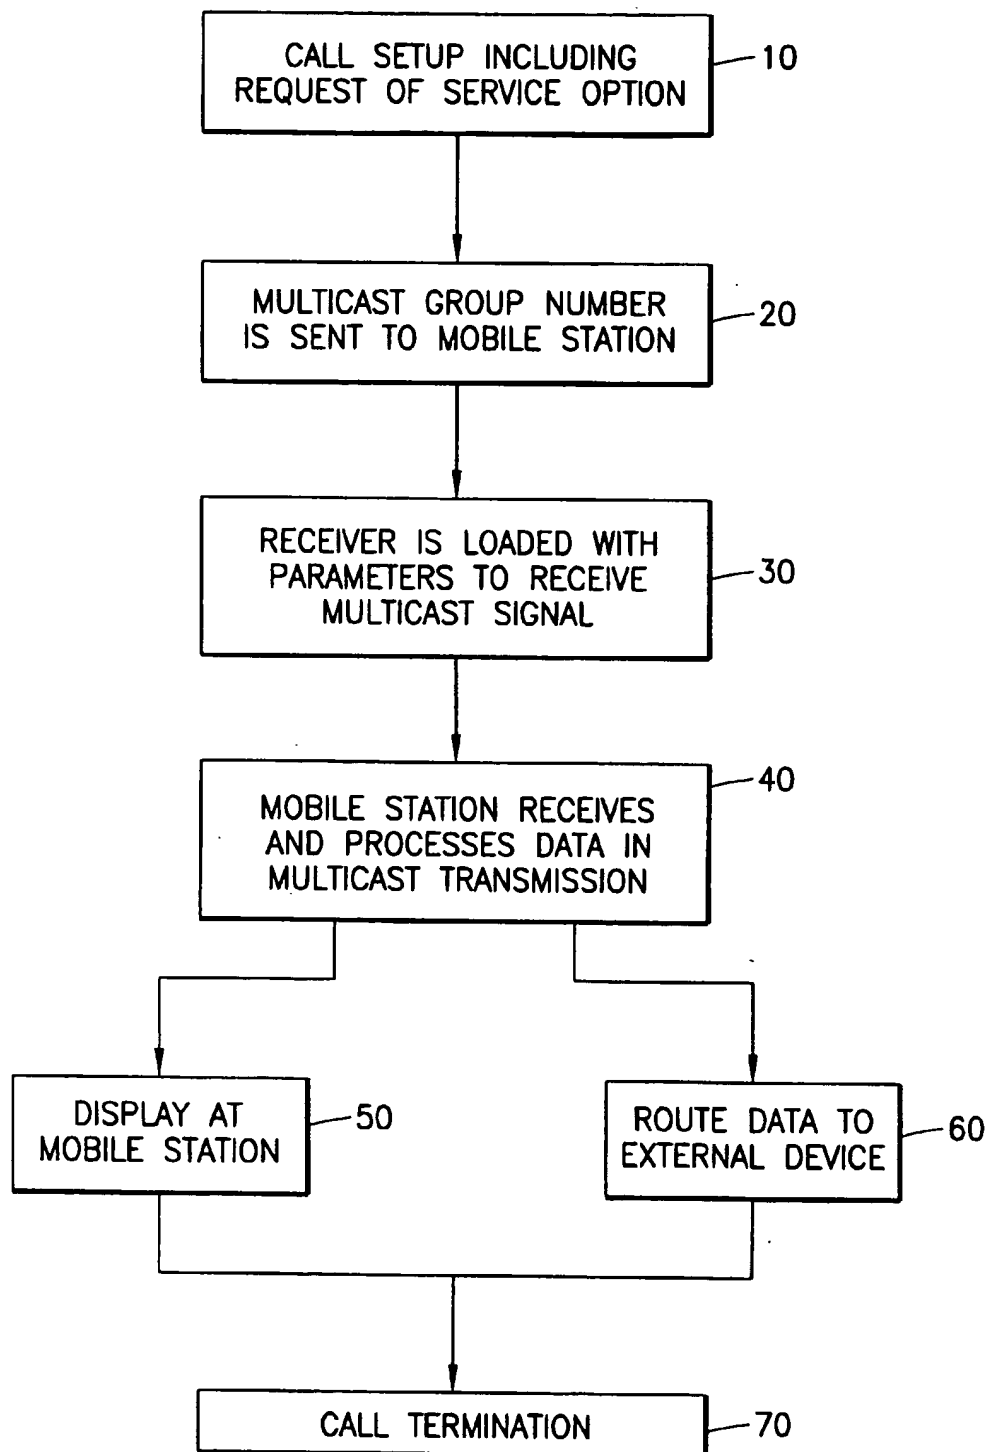 CALL SETUP INCLUDING
REQUEST OF SERVICE OPTION
10
MULTICAST GROUP NUMBER
IS SENT TO MOBILE STATION
20
RECEIVER IS LOADED WITH
PARAMETERS TO RECEIVE
MULTICAST SIGNAL
30
MOBILE STATION RECEIVES
AND PROCESSES DATA IN
MULTICAST TRANSMISSION
40
DISPLAY AT
MOBILE STATION
50
ROUTE DATA TO
EXTERNAL DEVICE
60
CALL TERMINATION
70